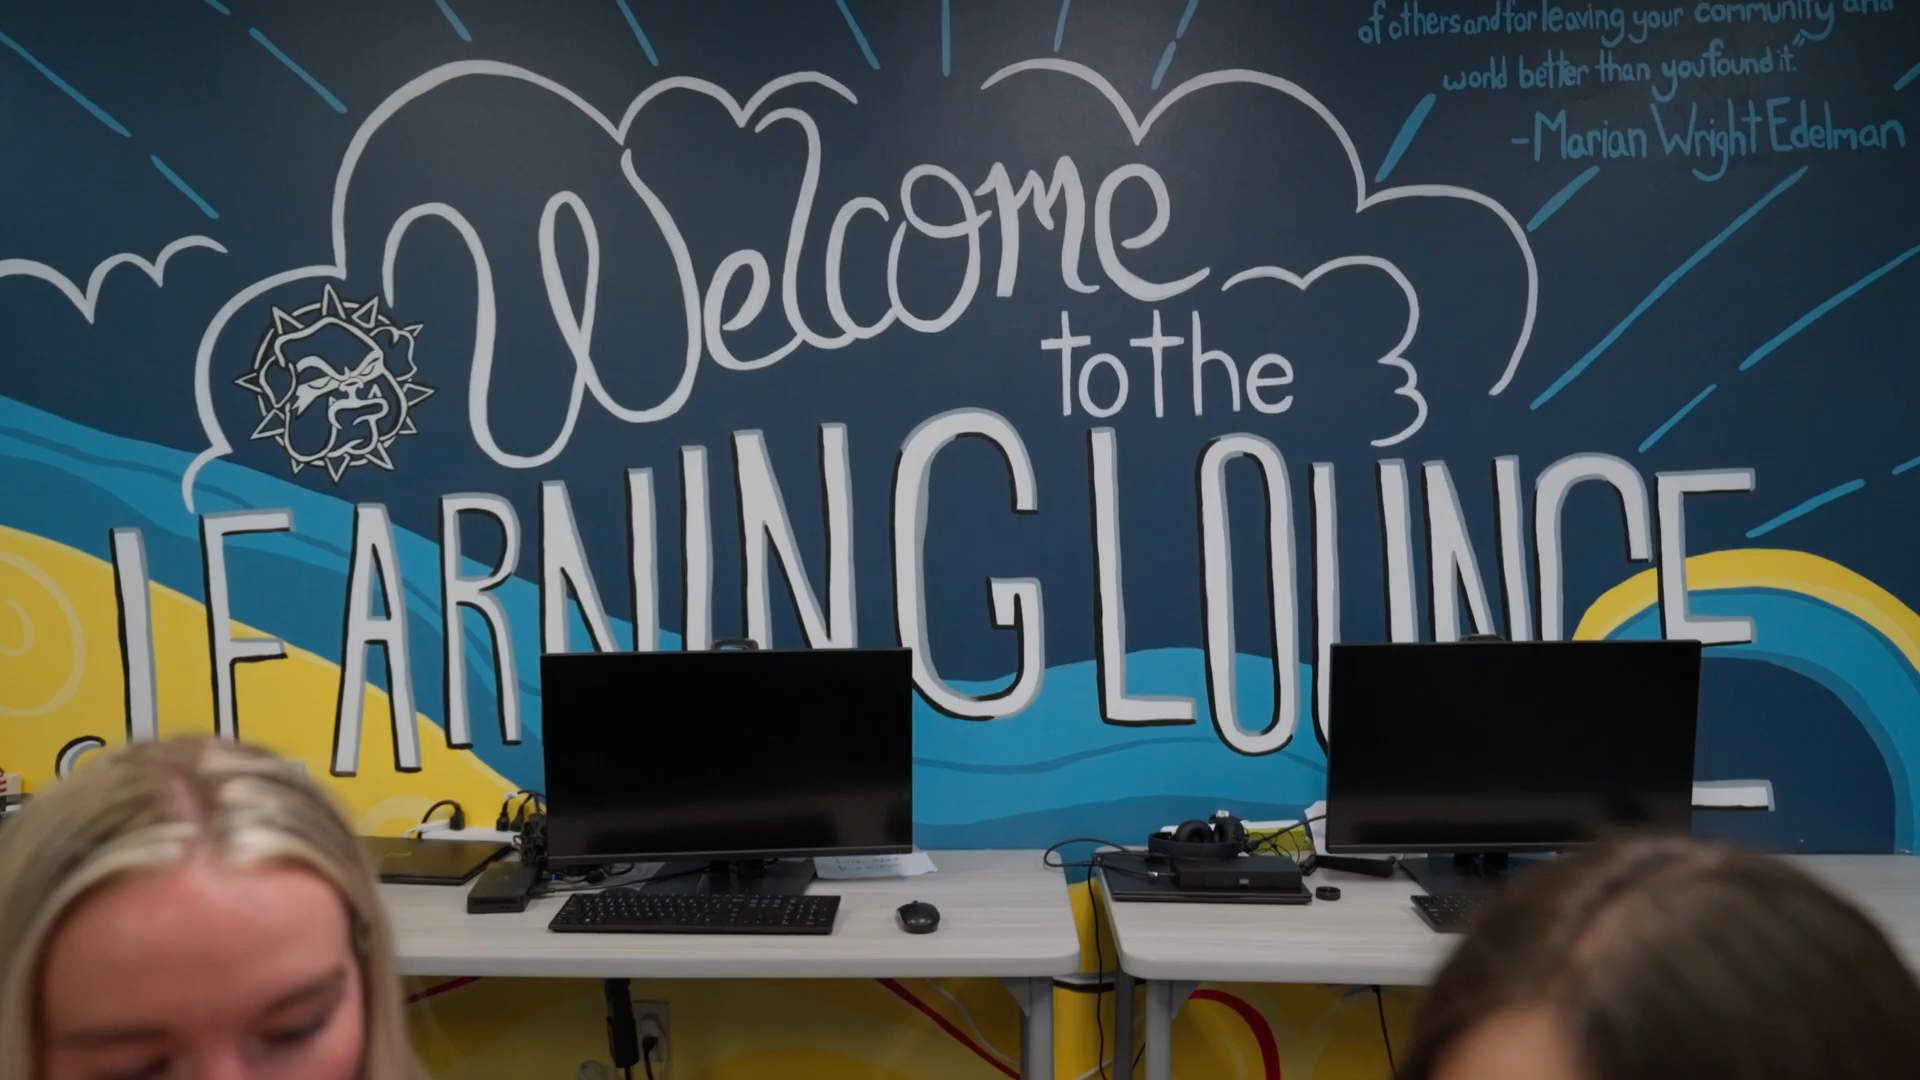 of others and for leaving your community and
world better than you found it."
-Marian Wright Edelman
Welcome
to the
LEARNING LOUNGE